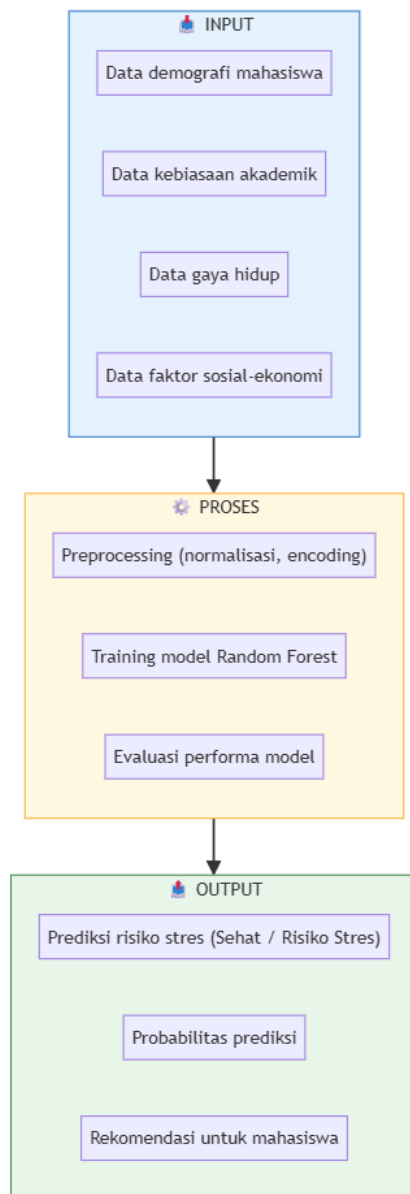 INPUT
Data demografi mahasiswa
Data kebiasaan akademik
Data gaya hidup
Data faktor sosial-ekonomi
PROSES
Preprocessing (normalisasi, encoding)
Training model Random Forest
Evaluasi performa model
OUTPUT
Prediksi risiko stres (Sehat / Risiko Stres)
Probabilitas prediksi
Rekomendasi untuk mahasiswa